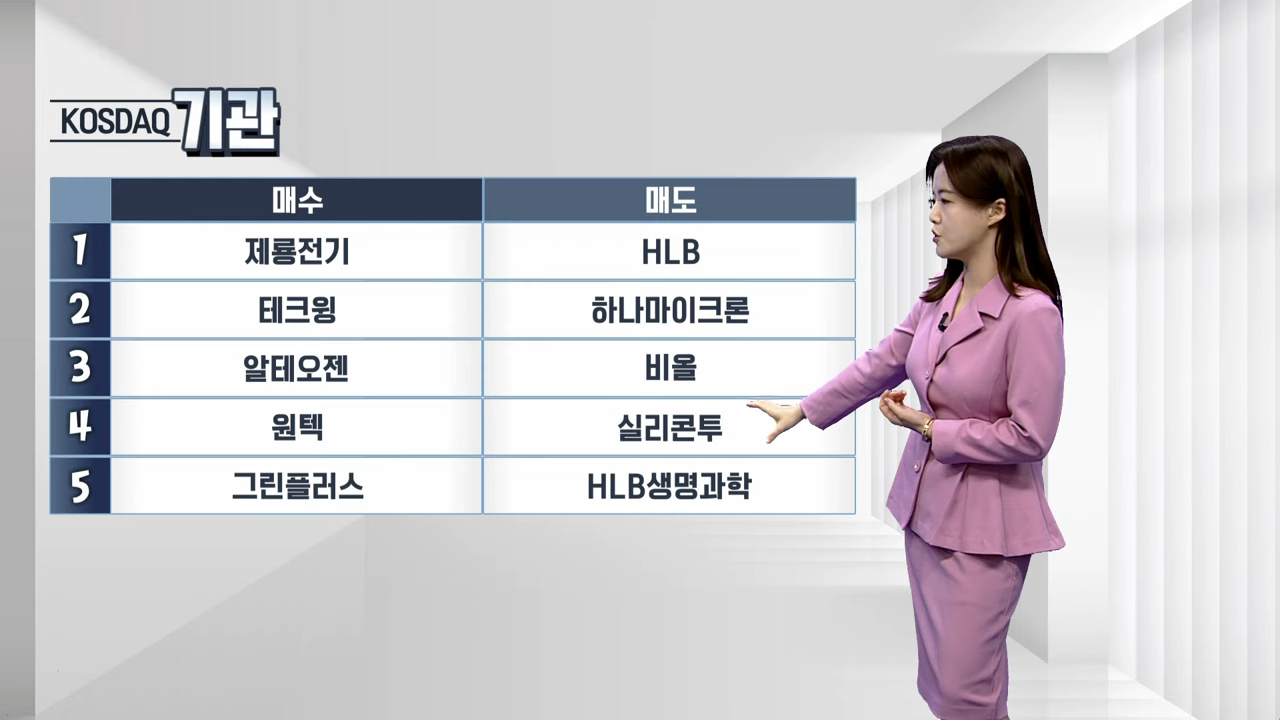 KOSDAQ 기관
매수 매도
1 제룡전기 HLB
2 테크윙 하나마이크론
3 알테오젠 비올
4 원텍 실리콘투
5 그린플러스 HLB생명과학